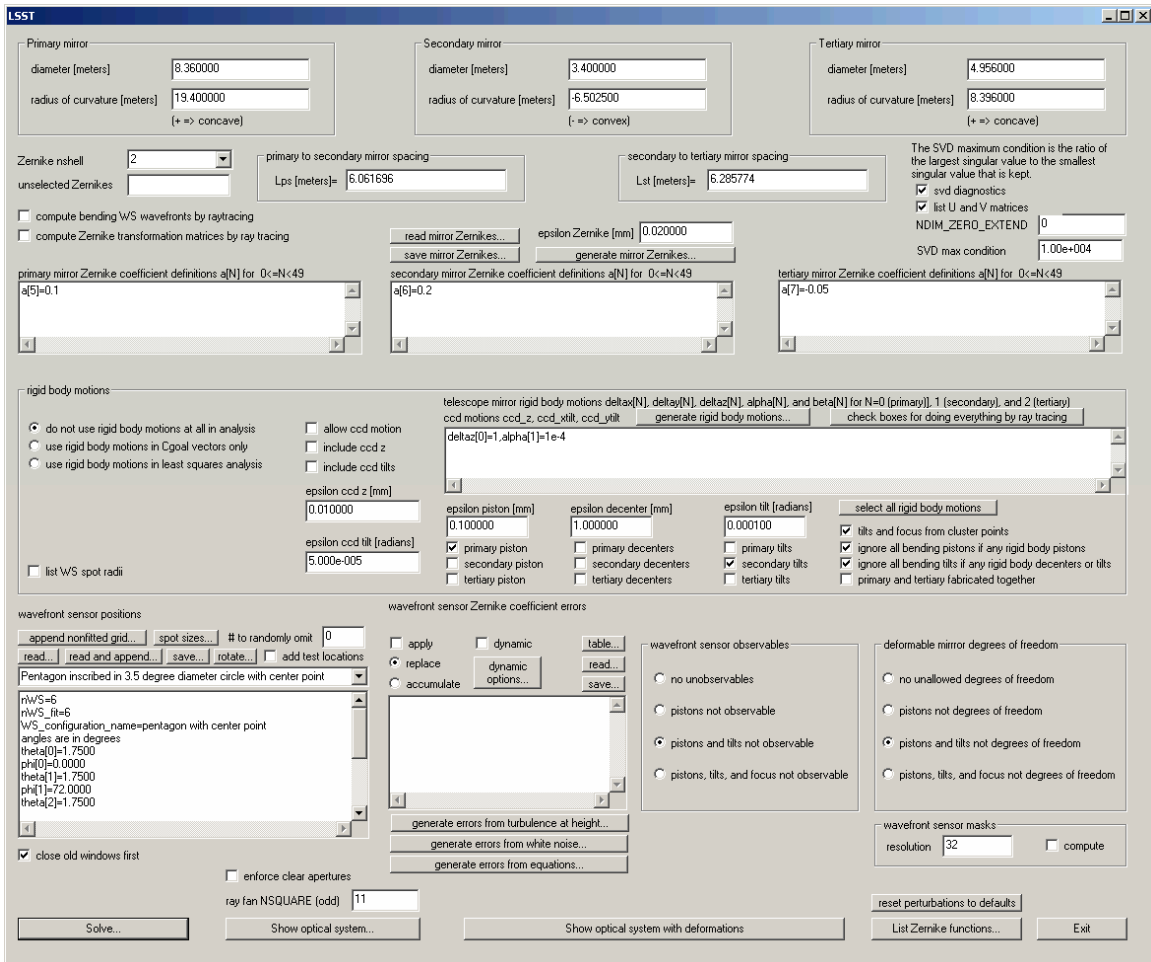 LSST
Primary mirror
diameter [meters] 8.360000
radius of curvature [meters] 19.400000
(+ => concave)
Secondary mirror
diameter [meters] 3.400000
radius of curvature [meters] -6.502500
(- => convex)
Tertiary mirror
diameter [meters] 4.956000
radius of curvature [meters] 8.396000
(+ => concave)
Zernike nshell 2
unselected Zernikes
primary to secondary mirror spacing
Lps [meters]= 6.061696
secondary to tertiary mirror spacing
Lst [meters]= 6.285774
The SVD maximum condition is the ratio of
the largest singular value to the smallest
singular value that is kept.
svd diagnostics
list U and V matrices
NDIM_ZERO_EXTEND 0
SVD max condition 1.00e+004
compute bending WS wavefronts by raytracing
compute Zernike transformation matrices by ray tracing
read mirror Zernikes...
save mirror Zernikes...
epsilon Zernike [mm] 0.020000
generate mirror Zernikes...
primary mirror Zernike coefficient definitions a[N] for 0<=N<49
a[5]=0.1
secondary mirror Zernike coefficient definitions a[N] for 0<=N<49
a[6]=0.2
tertiary mirror Zernike coefficient definitions a[N] for 0<=N<49
a[7]=-0.05
rigid body motions
do not use rigid body motions at all in analysis
use rigid body motions in Cgoal vectors only
use rigid body motions in least squares analysis
list WS spot radii
allow ccd motion
include ccd z
include ccd tilts
epsilon ccd z [mm]
0.010000
epsilon ccd tilt [radians]
5.000e-005
telescope mirror rigid body motions deltax[N], deltay[N], deltaz[N], alpha[N], and beta[N] for N=0 (primary)], 1 (secondary), and 2 (tertiary)
ccd motions ccd_z, ccd_xtilt, ccd_ytilt generate rigid body motions... check boxes for doing everything by ray tracing
deltaz[0]=1,alpha[1]=1e-4
epsilon piston [mm]
0.100000
primary piston
secondary piston
tertiary piston
epsilon decenter [mm]
1.000000
primary decenters
secondary decenters
tertiary decenters
epsilon tilt [radians]
0.000100
primary tilts
secondary tilts
tertiary tilts
select all rigid body motions
tilts and focus from cluster points
ignore all bending pistons if any rigid body pistons
ignore all bending tilts if any rigid body decenters or tilts
primary and tertiary fabricated together
wavefront sensor positions
append nonfitted grid... spot sizes... # to randomly omit 0
read... read and append... save... rotate... add test locations
Pentagon inscribed in 3.5 degree diameter circle with center point
nWS=6
nWS_fit=6
WS_configuration_name=pentagon with center point
angles are in degrees
theta[0]=1.7500
phi[0]=0.0000
theta[1]=1.7500
phi[1]=72.0000
theta[2]=1.7500
close old windows first
wavefront sensor Zernike coefficient errors
apply
replace
accumulate
dynamic
dynamic
options...
table...
read...
save...
generate errors from turbulence at height...
generate errors from white noise...
generate errors from equations...
wavefront sensor observables
no unobservables
pistons not observable
pistons and tilts not observable
pistons, tilts, and focus not observable
deformable mirror degrees of freedom
no unallowed degrees of freedom
pistons not degrees of freedom
pistons and tilts not degrees of freedom
pistons, tilts, and focus not degrees of freedom
wavefront sensor masks
resolution 32 compute
enforce clear apertures
ray fan NSQUARE (odd) 11
reset perturbations to defaults
Solve... Show optical system... Show optical system with deformations List Zernike functions... Exit